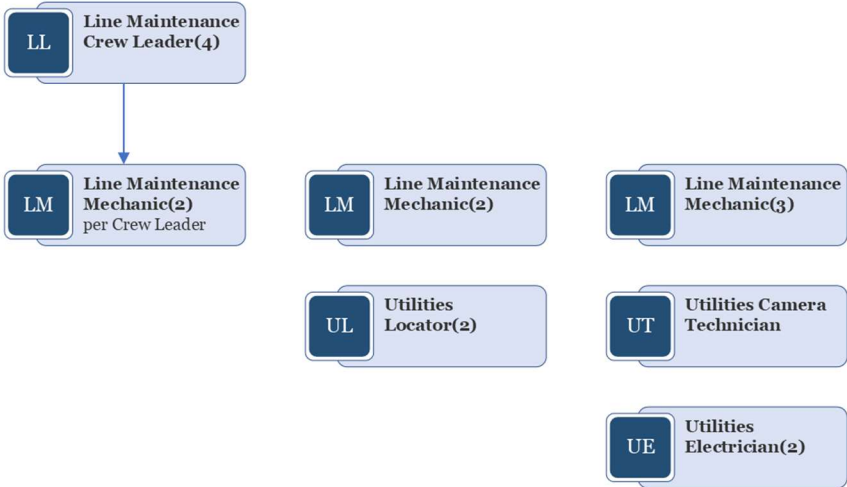 LL
Line Maintenance
Crew Leader(4)
LM
Line Maintenance
Mechanic(2)
per Crew Leader
LM
Line Maintenance
Mechanic(2)
LM
Line Maintenance
Mechanic(3)
UL
Utilities
Locator(2)
UT
Utilities Camera
Technician
UE
Utilities
Electrician(2)